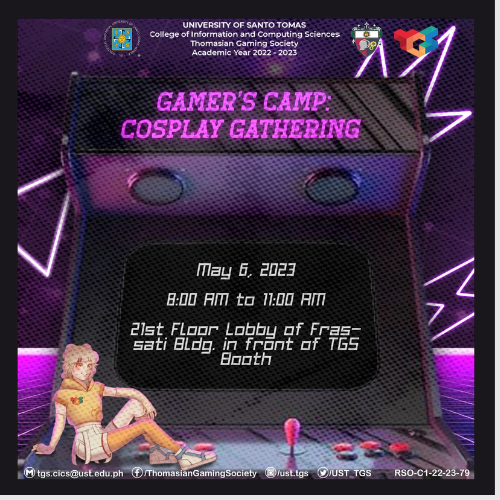 UNIVERSITY OF SANTO TOMAS
College of Information and Computing Sciences
Thomasian Gaming Society
Academic Year 2022 - 2023
GAMER'S CAMP:
COSPLAY GATHERING
May 6, 2023
8:00 AM to 11:00 AM
21st Floor Lobby of Fras-
sati Bldg. in front of TGS
Booth
tgs.cics@ust.edu.ph /ThomasianGamingSociety /ust.tgs /UST_TGS RSO-C1-22-23-79